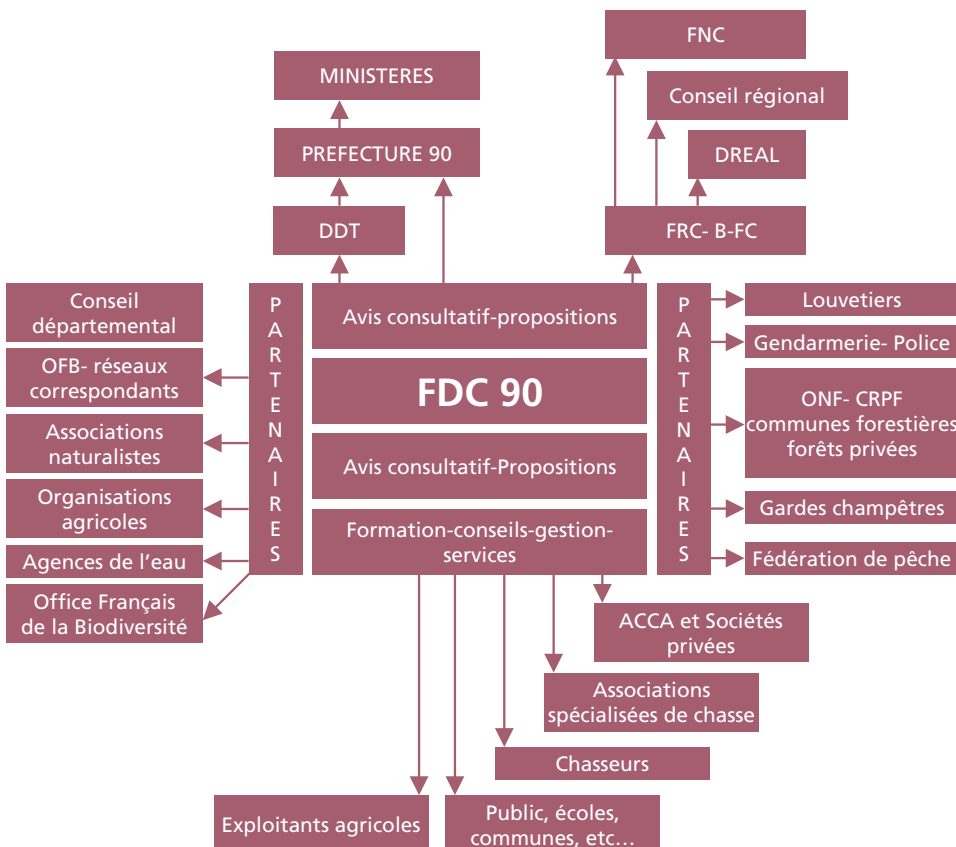 FNC
MINISTERES
Conseil régional
PREFECTURE 90
DREAL
DDT
FRC- B-FC
Conseil
départemental
OFB- réseaux
correspondants
Associations
naturalistes
Organisations
agricoles
Agences de l'eau
Office Français
de la Biodiversité
PARTENAIRES
Avis consultatif-propositions
FDC 90
Avis consultatif-Propositions
Formation-conseils-gestion-
services
PARTENAIRES
Louvetiers
Gendarmerie- Police
ONF- CRPF
communes forestières
forêts privées
Gardes champêtres
Fédération de pêche
ACCA et Sociétés
privées
Associations
spécialisées de chasse
Chasseurs
Exploitants agricoles
Public, écoles,
communes, etc...